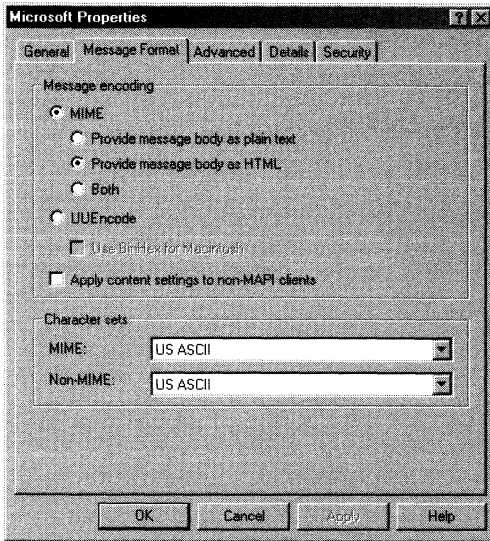 Microsoft Properties
General Message Format Advanced Details Security
Message encoding
MIME
Provide message body as plain text
Provide message body as HTML
Both
UUEncode
Use BinHex for Macintosh
Apply content settings to non-MAPI clients
Character sets
MIME: US ASCII
Non-MIME: US ASCII
OK Cancel Apply Help